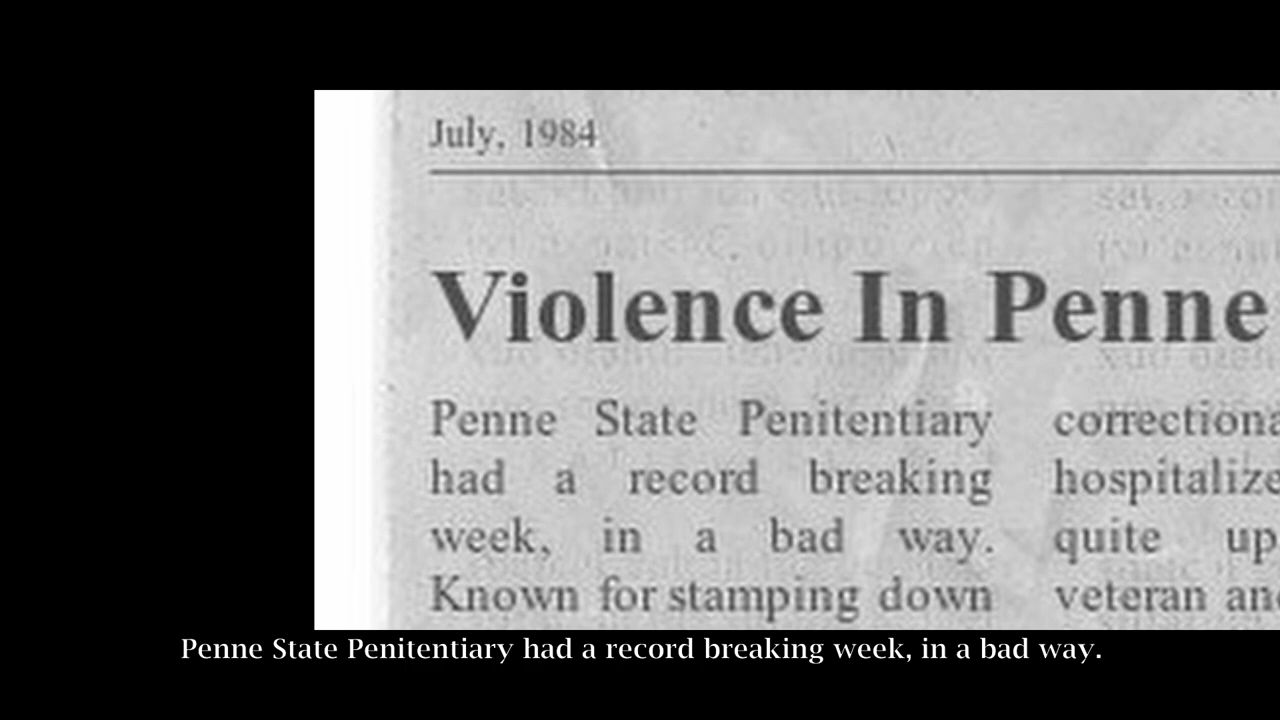 July, 1984
Violence In Penne
Penne State Penitentiary
had a record breaking
week, in a bad way.
Known for stamping down
correctiona
hospitalize
quite up
veteran and
Penne State Penitentiary had a record breaking week, in a bad way.